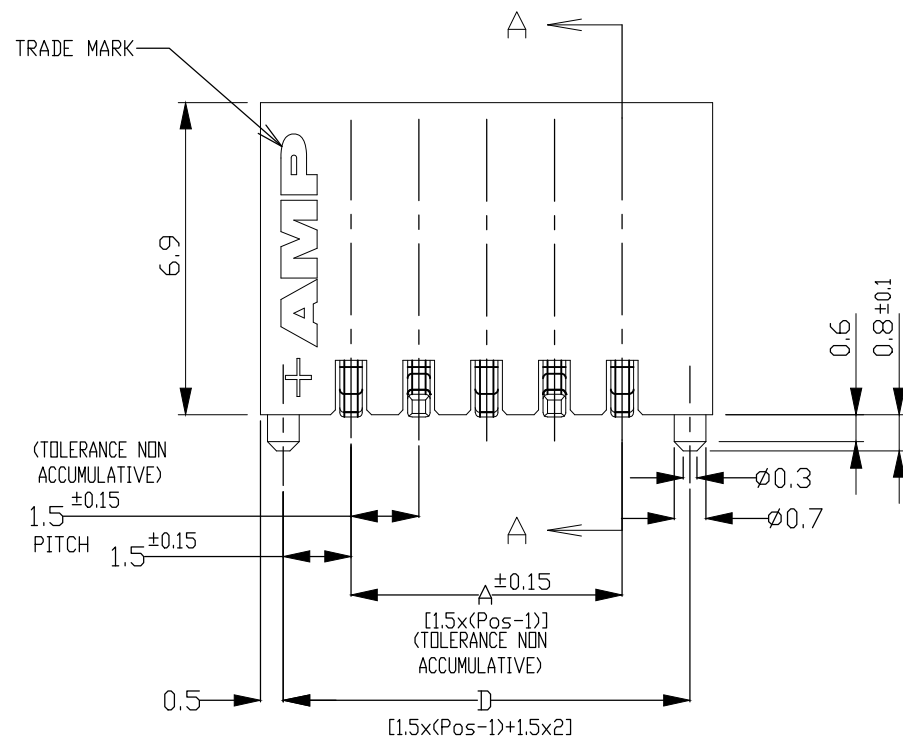 A
TRADE MARK
AMP
6.9
0.6
0.8±0.1
+
(TOLERANCE NON
ACCUMULATIVE)
1.5±0.15
PITCH
1.5±0.15
Ø0.3
Ø0.7
A
A±0.15
[1.5x(Pos-1)]
(TOLERANCE NON
ACCUMULATIVE)
0.5
D
[1.5x(Pos-1)+1.5x2]